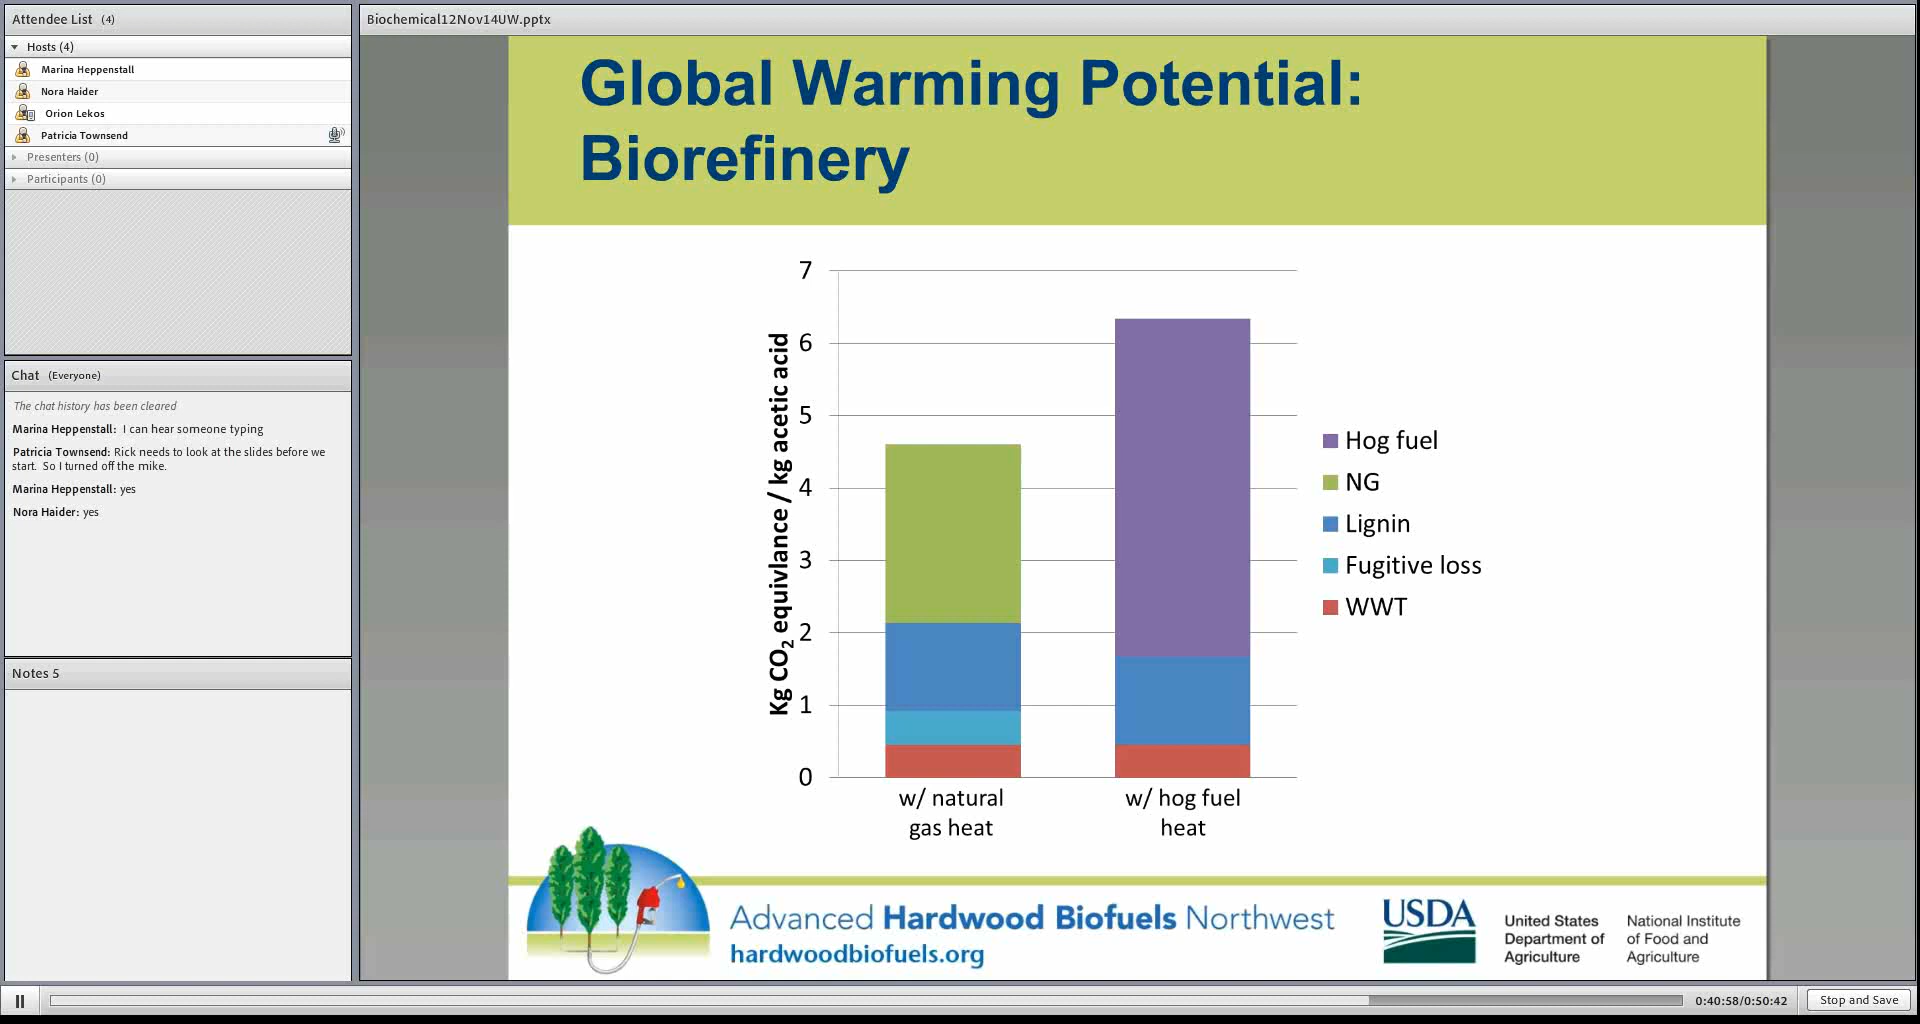 Attendee List (4)
Hosts (4)
Marina Heppenstall
Nora Haider
Orion Lekos
Patricia Townsend
Presenters (0)
Participants (0)
Chat (Everyone)
The chat history has been cleared
Marina Heppenstall: I can hear someone typing
Patricia Townsend: Rick needs to look at the slides before we
start. So I turned off the mike.
Marina Heppenstall: yes
Nora Haider: yes
Notes 5
Biochemical12Nov14UW.pptx
Global Warming Potential:
Biorefinery
Kg CO2 equivlance / kg acetic acid
7
6
5
4
3
2
1
0
w/ natural
gas heat
w/ hog fuel
heat
Hog fuel
NG
Lignin
Fugitive loss
WWT
Advanced Hardwood Biofuels Northwest
hardwoodbiofuels.org
USDA
United States
Department of
Agriculture
National Institute
of Food and
Agriculture
0:40:58/0:50:42
Stop and Save